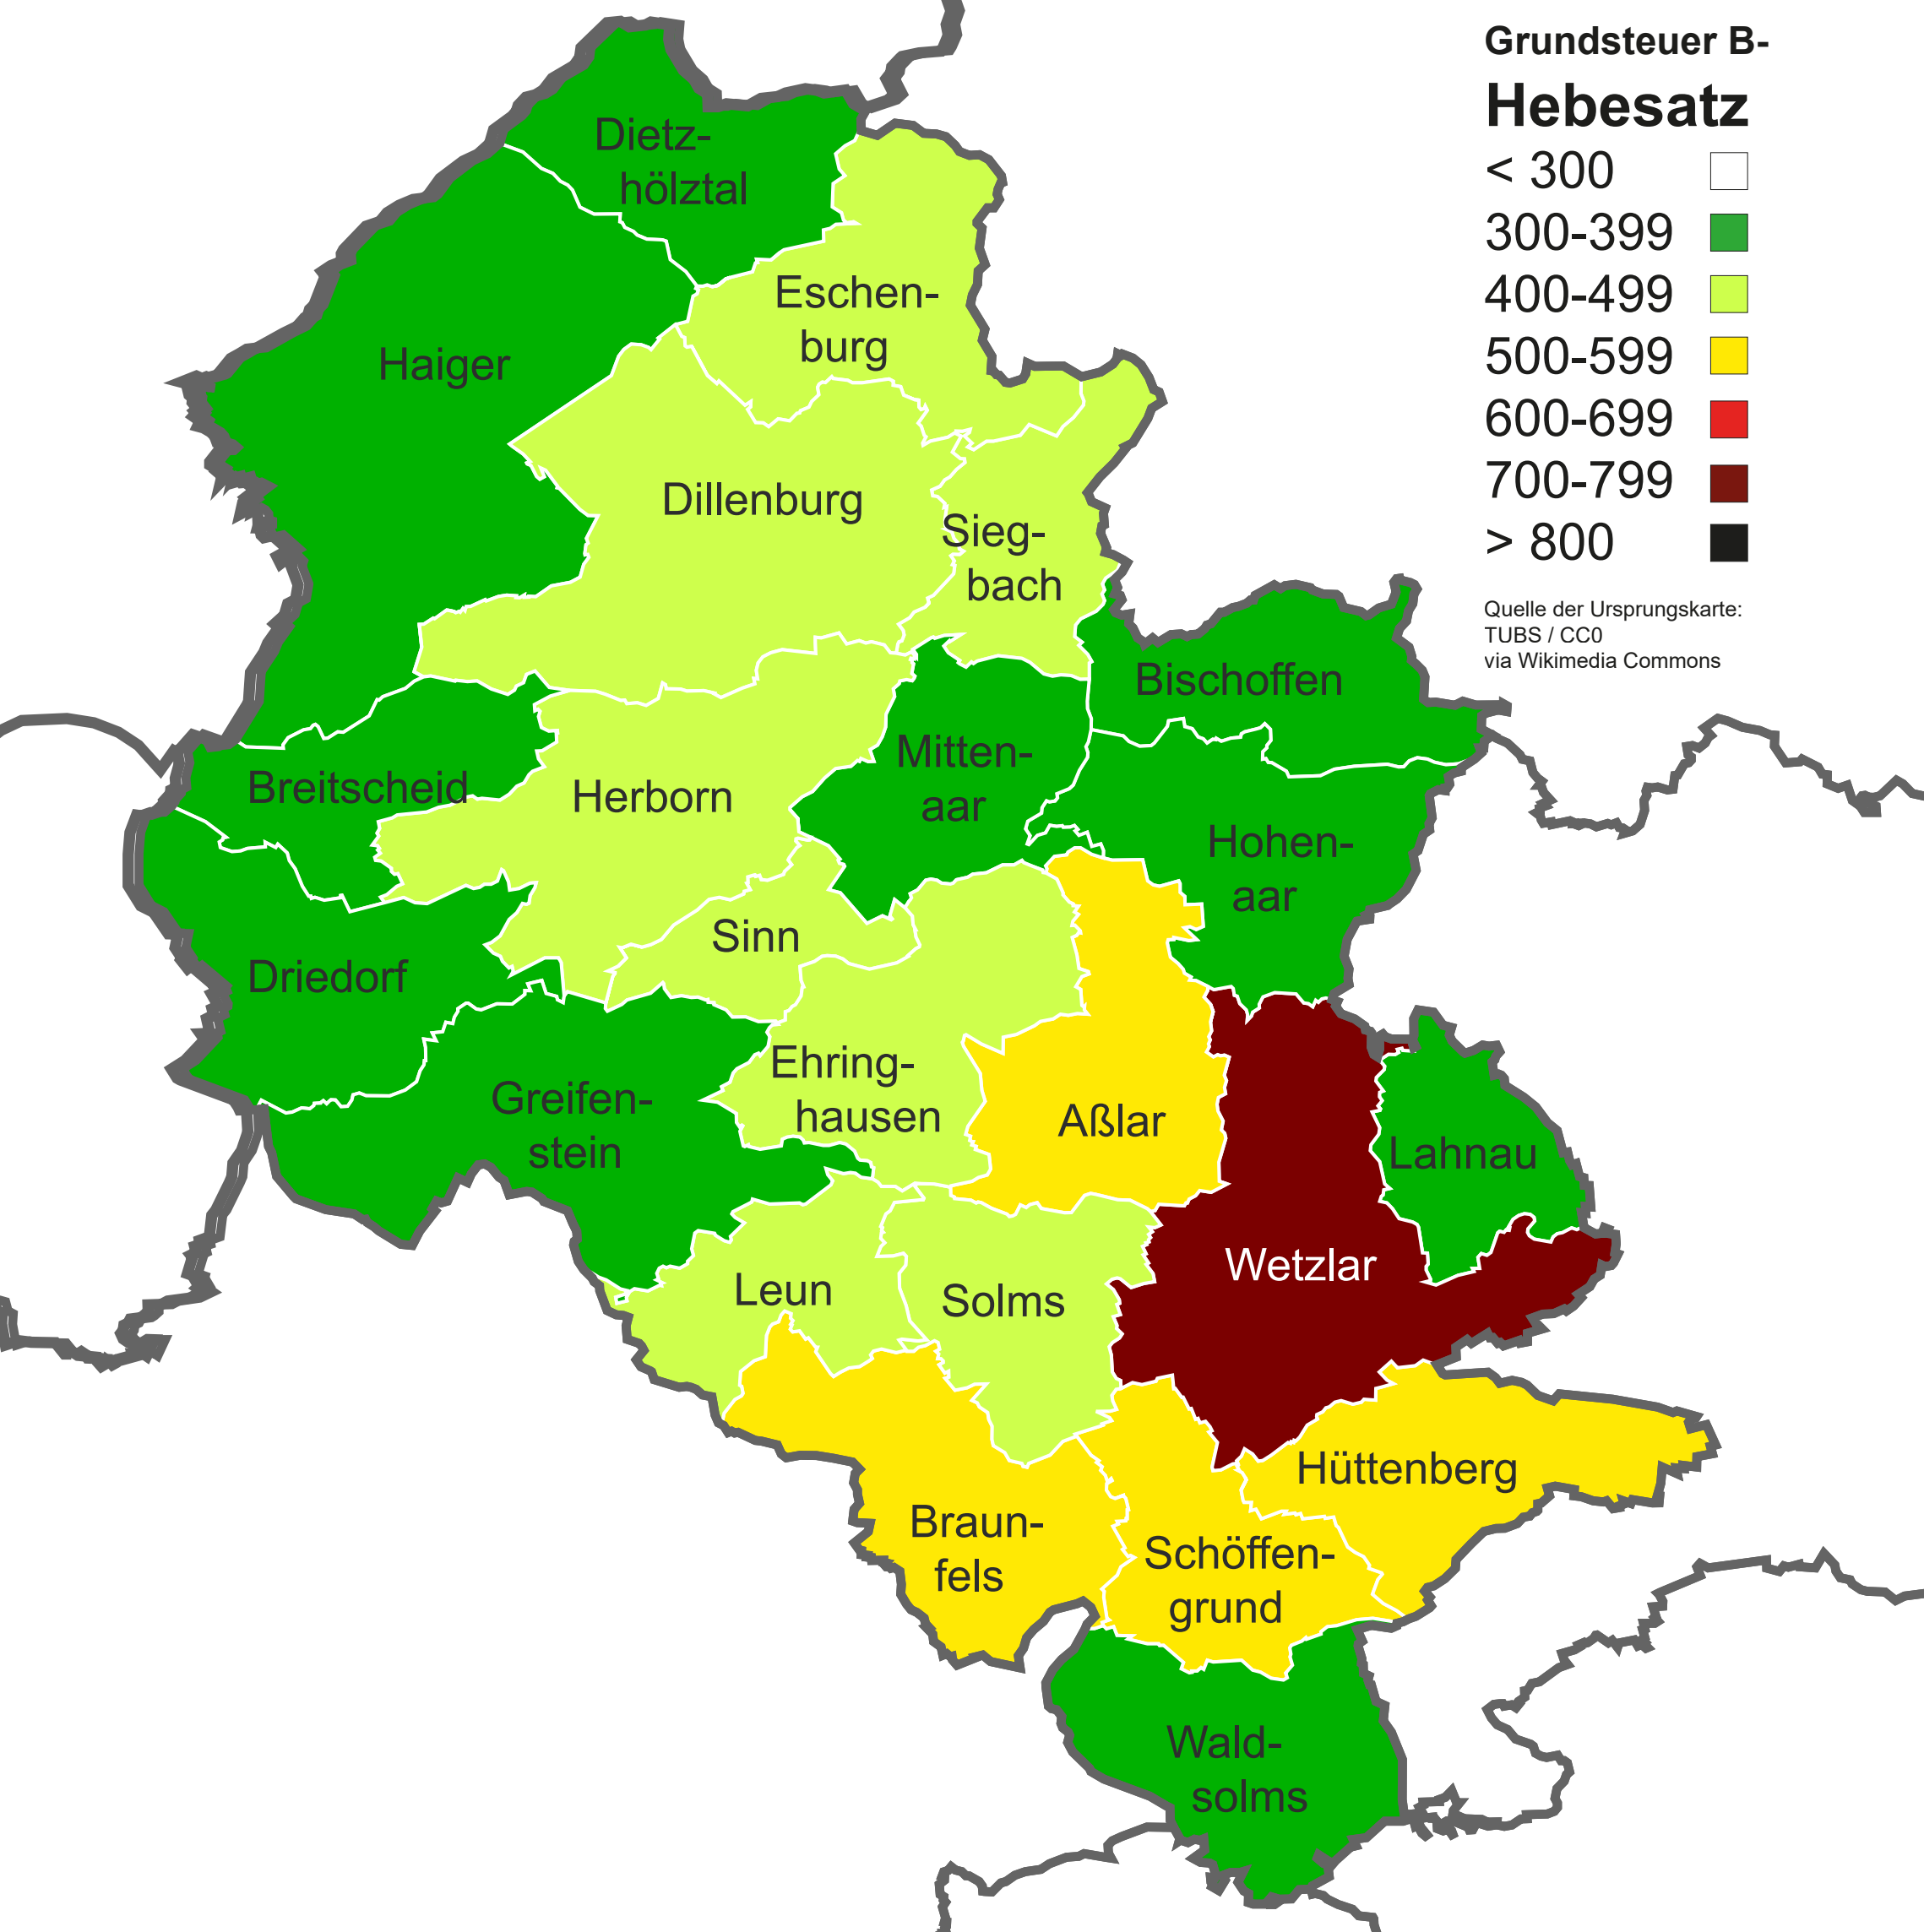 Grundsteuer B-
Hebesatz
< 300
300-399
400-499
500-599
600-699
700-799
> 800
Quelle der Ursprungskarte:
TUBS / CC0
via Wikimedia Commons
Dietz-
hölztal
Eschen-
burg
Haiger
Dillenburg
Sieg-
bach
Bischoffen
Breitscheid
Herborn
Mitten-
aar
Hohen-
aar
Sinn
Driedorf
Ehring-
hausen
Greifen-
stein
Aßlar
Lahnau
Wetzlar
Leun
Solms
Hüttenberg
Braun-
fels
Schöffen-
grund
Wald-
solms